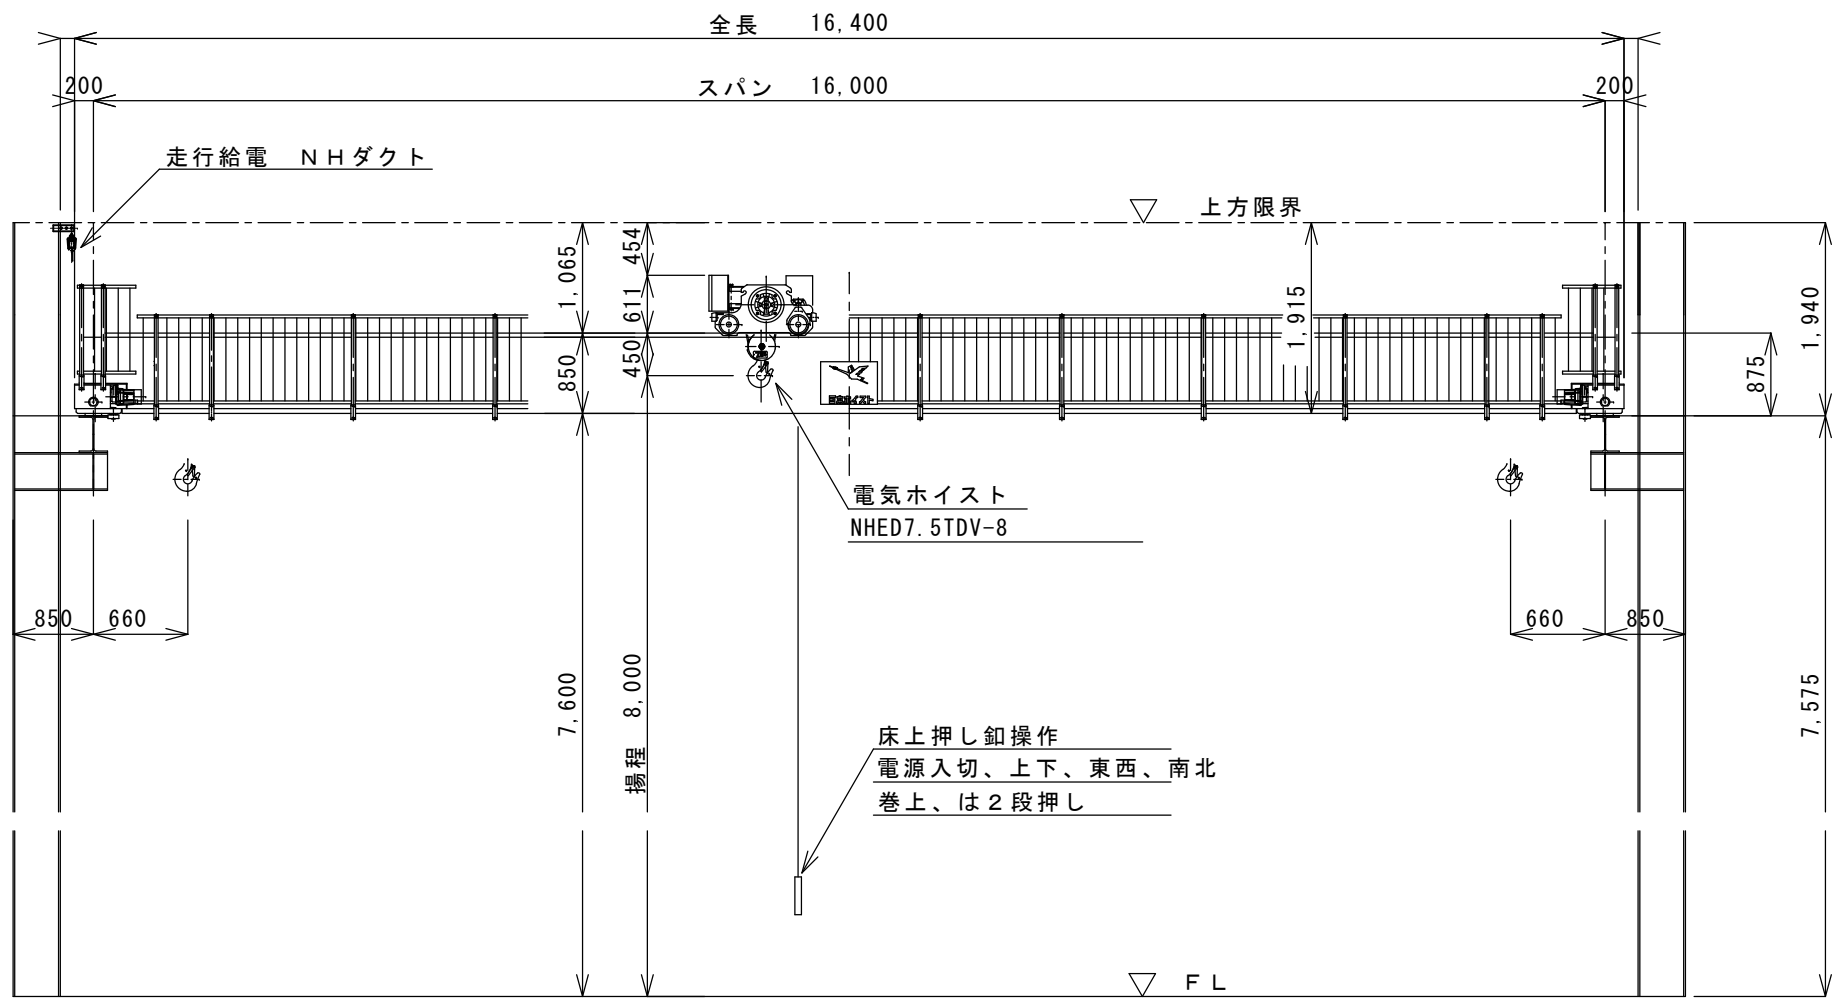 全長 16,400
200
スパン 16,000
200
走行給電 ＮＨダクト
上方限界
1,065
454
611
850
450
1,915
1,940
875
電気ホイスト
NHED7.5TDV-8
850
660
660
850
7,600
揚程 8,000
7,575
床上押し釦操作
電源入切、上下、東西、南北
巻上、は２段押し
ＦＬ